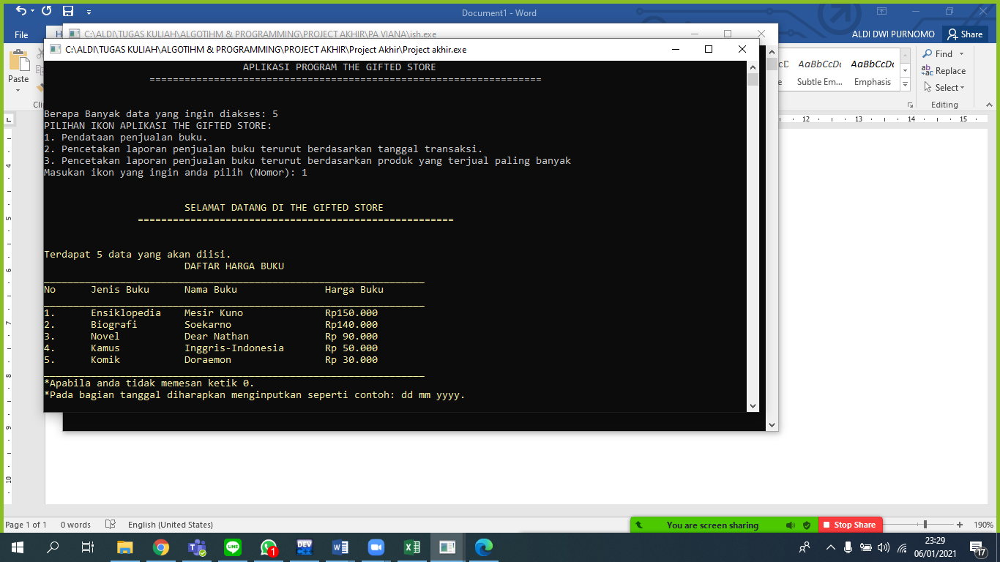 Document1 - Word
File
ALDI DWI PURNOMO
Share
C:\ALDI\TUGAS KULIAH\ALGOTIHM & PROGRAMMING\PROJECT AKHIR\PA VIANA\ish.exe
C:\ALDI\TUGAS KULIAH\ALGOTIHM & PROGRAMMING\PROJECT AKHIR\Project Akhir\Project akhir.exe
Paste
AaBbCcDc AaBbCcDc
Subtle Em... Emphasis
Find
Replace
Select
Editing
12 13 14 15
4
5
6
7
8
9
10
APLIKASI PROGRAM THE GIFTED STORE
===================================================================
Berapa Banyak data yang ingin diakses: 5
PILIHAN IKON APLIKASI THE GIFTED STORE:
1. Pendataan penjualan buku.
2. Pencetakan laporan penjualan buku terurut berdasarkan tanggal transaksi.
3. Pencetakan laporan penjualan buku terurut berdasarkan produk yang terjual paling banyak
Masukan ikon yang ingin anda pilih (Nomor): 1
SELAMAT DATANG DI THE GIFTED STORE
======================================================
Terdapat 5 data yang akan diisi.
DAFTAR HARGA BUKU
_________________________________________________________________
No Jenis Buku Nama Buku Harga Buku
_________________________________________________________________
1. Ensiklopedia Mesir Kuno Rp150.000
2. Biografi Soekarno Rp140.000
3. Novel Dear Nathan Rp 90.000
4. Kamus Inggris-Indonesia Rp 50.000
5. Komik Doraemon Rp 30.000
_________________________________________________________________
*Apabila anda tidak memesan ketik 0.
*Pada bagian tanggal diharapkan menginputkan seperti contoh: dd mm yyyy.
Page 1 of 1 0 words English (United States)
You are screen sharing
Stop Share
190%
DEV
1
23:29
06/01/2021
17